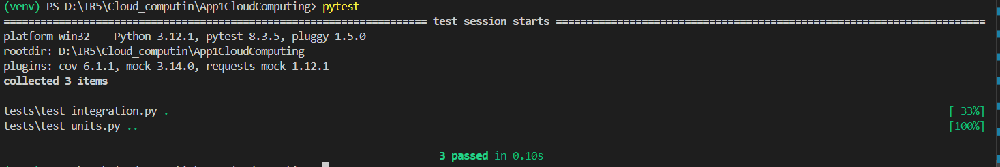 (venv) PS D:\IR5\Cloud_computin\App1CloudComputing> pytest
============================= test session starts =============================
platform win32 -- Python 3.12.1, pytest-8.3.5, pluggy-1.5.0
rootdir: D:\IR5\Cloud_computin\App1CloudComputing
plugins: cov-6.1.1, mock-3.14.0, requests-mock-1.12.1
collected 3 items
tests\test_integration.py . [ 33%]
tests\test_units.py .. [100%]
============================= 3 passed in 0.10s =============================